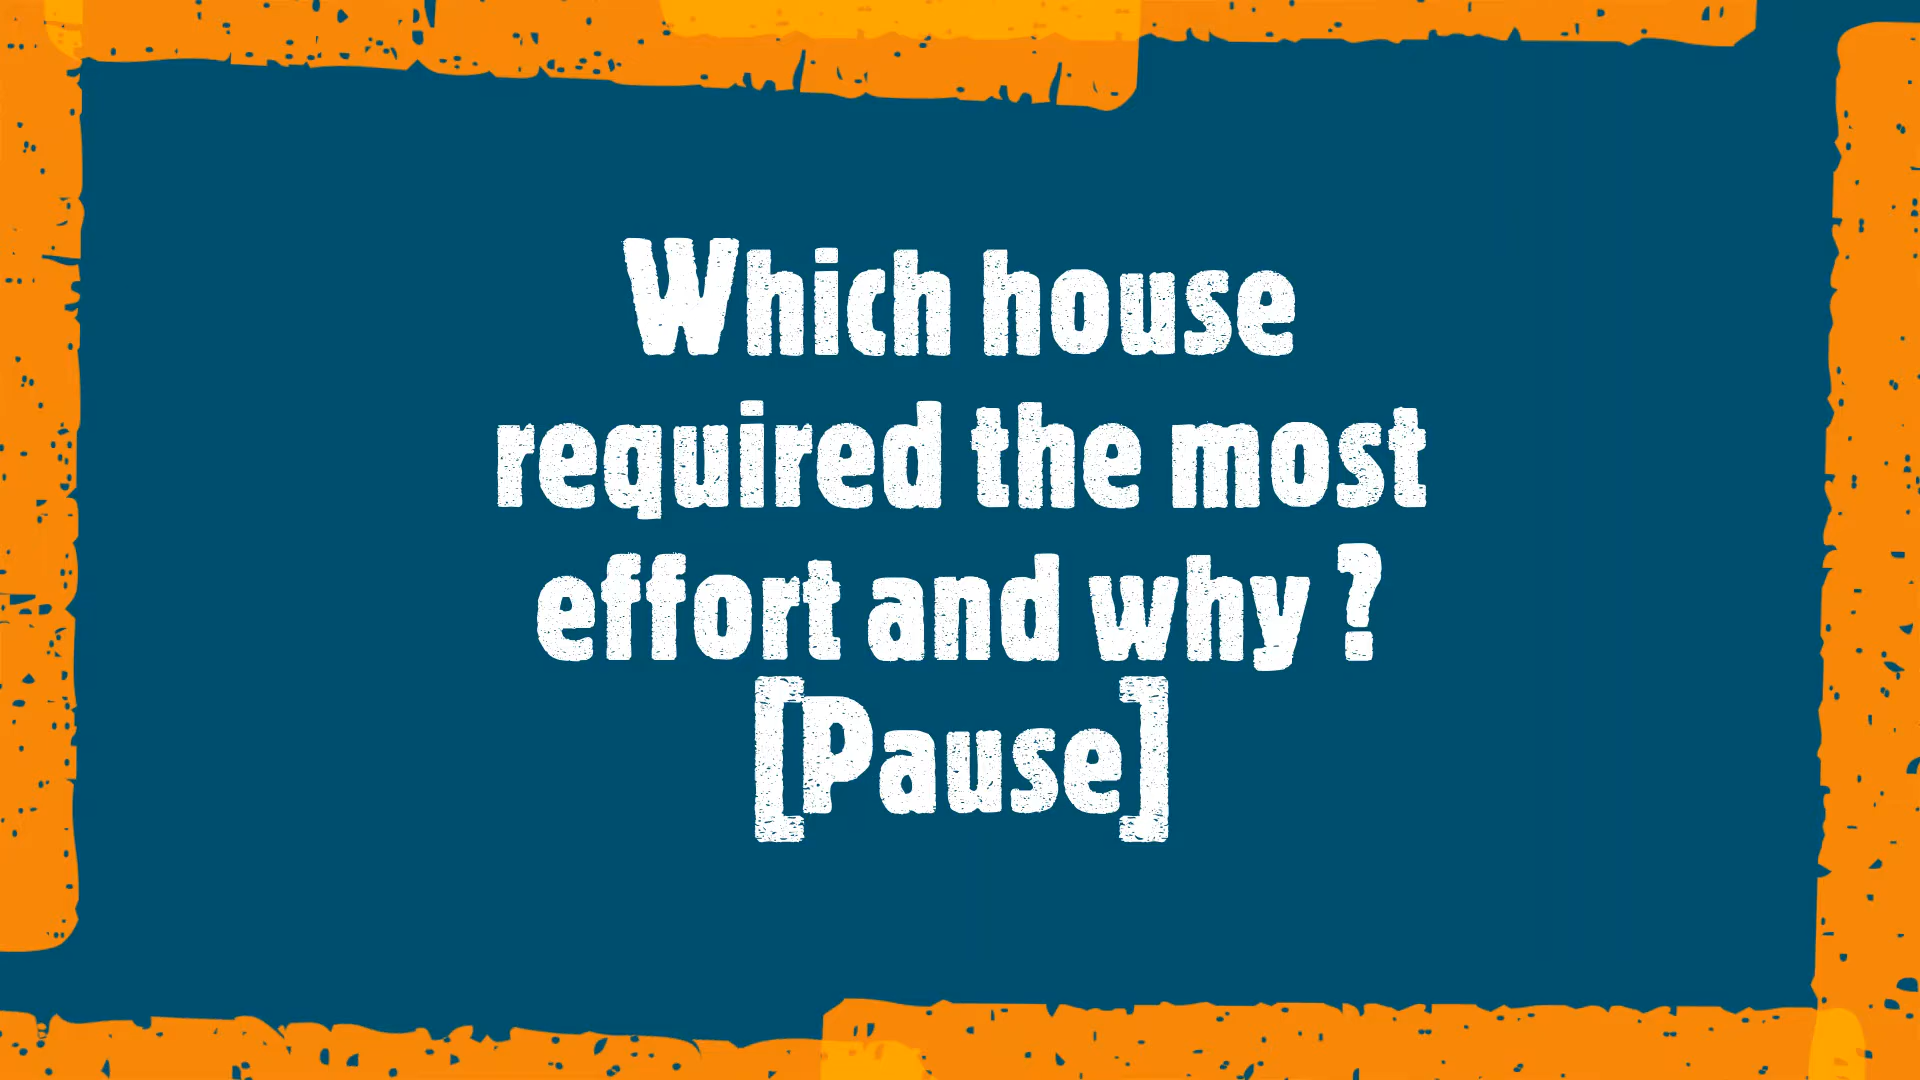 Which house
required the most
effort and why ?
[Pause]